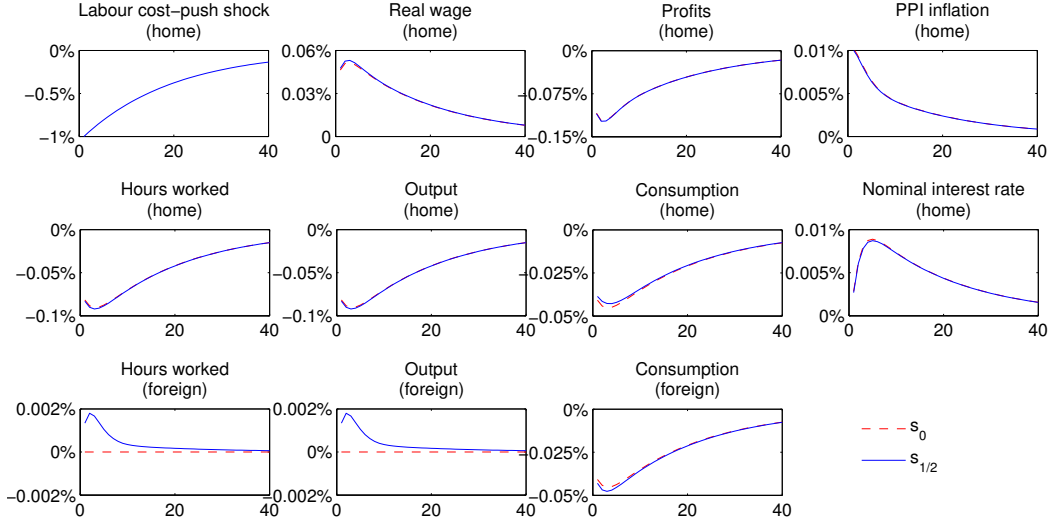 Labour cost−push shock
(home)
Real wage
(home)
Profits
(home)
PPI inflation
(home)
0%
−0.5%
−1%
0 20 40
0.06%
0.03%
0
0 20 40
0%
−0.075%
−0.15%
0 20 40
0.01%
0.005%
0%
0 20 40
Hours worked
(home)
Output
(home)
Consumption
(home)
Nominal interest rate
(home)
0%
−0.05%
−0.1%
0 20 40
0%
−0.05%
−0.1%
0 20 40
0%
−0.025%
−0.05%
0 20 40
0.01%
0.005%
0%
0 20 40
Hours worked
(foreign)
Output
(foreign)
Consumption
(foreign)
0.002%
0%
−0.002%
0 20 40
0.002%
0%
−0.002%
0 20 40
0%
−0.025%
−0.05%
0 20 40
s0
s1/2